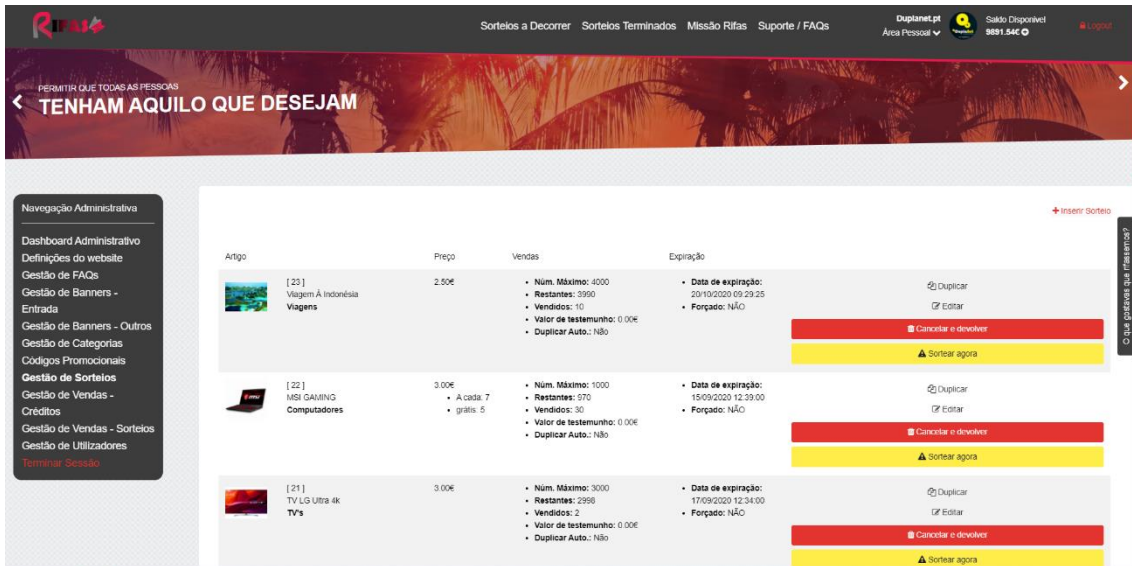 RIFAS
Sorteios a Decorrer Sorteios Terminados Missão Rifas Suporte / FAQs
Duplanet.pt
Área Pessoal
Saldo Disponível
9891.54€
Logout
PERMITIR QUE TODAS AS PESSOAS
TENHAM AQUILO QUE DESEJAM
Navegação Administrativa
Dashboard Administrativo
Definições do website
Gestão de FAQs
Gestão de Banners -
Entrada
Gestão de Banners - Outros
Gestão de Categorias
Códigos Promocionais
Gestão de Sorteios
Gestão de Vendas -
Créditos
Gestão de Vendas - Sorteios
Gestão de Utilizadores
Terminar Sessão
Inserir Sorteio
Artigo Preço Vendas Expiração
[ 23 ]
Viagem À Indonésia
Viagens
2.50€
Núm. Máximo: 4000
Restantes: 3990
Vendidos: 10
Valor de testemunho: 0.00€
Duplicar Auto.: Não
Data de expiração:
20/10/2020 09:29:25
Forçado: NÃO
Duplicar
Editar
Cancelar e devolver
Sortear agora
[ 22 ]
MSI GAMING
Computadores
3.00€
A cada: 7
grátis: 5
Núm. Máximo: 1000
Restantes: 970
Vendidos: 30
Valor de testemunho: 0.00€
Duplicar Auto.: Não
Data de expiração:
15/09/2020 12:39:00
Forçado: NÃO
Duplicar
Editar
Cancelar e devolver
Sortear agora
[ 21 ]
TV LG Ultra 4k
TV's
3.00€
Núm. Máximo: 3000
Restantes: 2998
Vendidos: 2
Valor de testemunho: 0.00€
Duplicar Auto.: Não
Data de expiração:
17/09/2020 12:34:00
Forçado: NÃO
Duplicar
Editar
Cancelar e devolver
Sortear agora
O que gostavas que rifassemos?